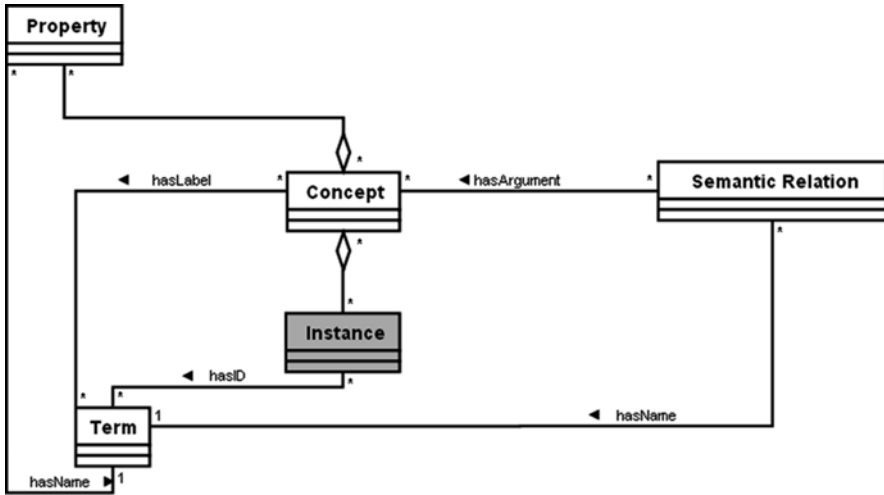 Property
* *
*
◄ hasLabel * Concept * ◄ hasArgument * Semantic Relation
* *
*
Instance
◄ hasID *
* *
Term 1 ◄ hasName
hasName ► 1